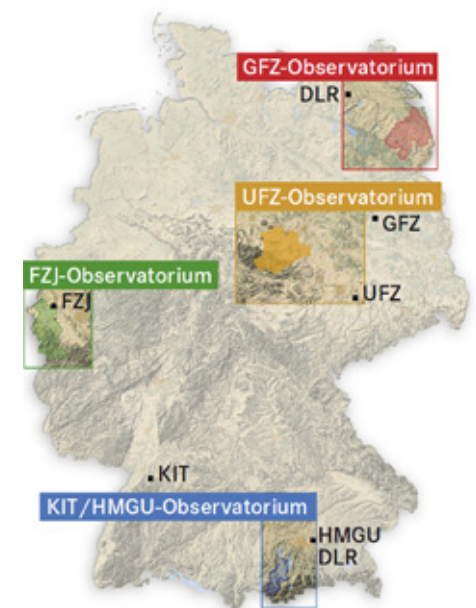 GFZ-Observatorium
DLR
UFZ-Observatorium
GFZ
FZJ-Observatorium
FZJ
UFZ
KIT
KIT/HMGU-Observatorium
HMGU
DLR